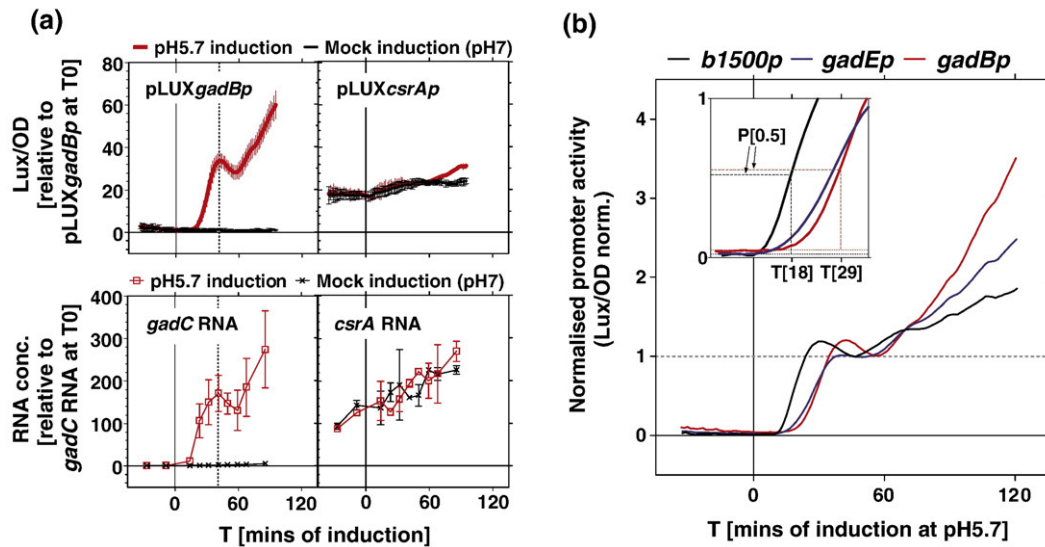 (a)
pH5.7 induction
Mock induction (pH7)
Lux/OD
[relative to
pLUXgadBp at T0]
80
60
40
20
0
pLUXgadBp
pLUXcsrAp
pH5.7 induction
Mock induction (pH7)
RNA conc.
[relative to
gadC RNA at T0]
400
300
200
100
0
gadC RNA
csrA RNA
0 60 120 0 60 120
T [mins of induction]
(b)
b1500p gadEp gadBp
Normalised promoter activity
(Lux/OD norm.)
4
3
2
1
0
1
P[0.5]
0
T[18] T[29]
0 60 120
T [mins of induction at pH5.7]